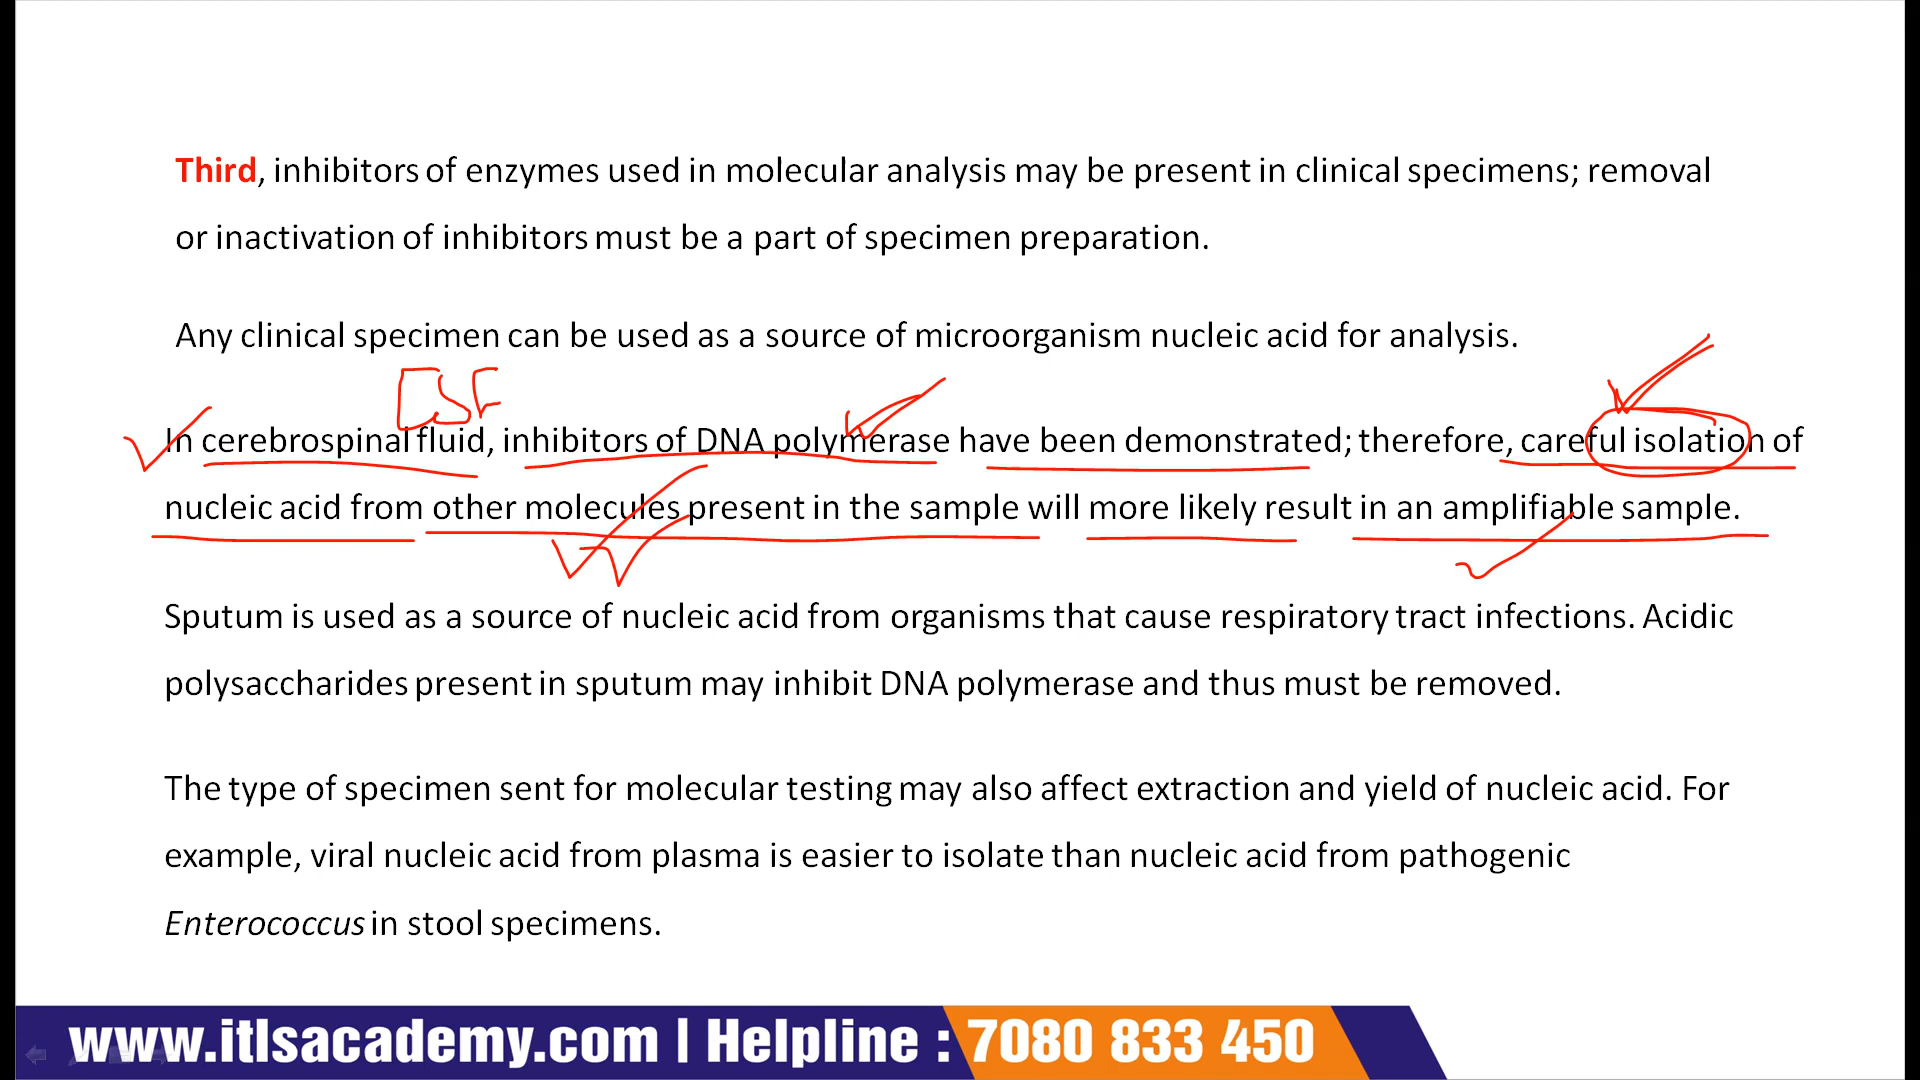 Third, inhibitors of enzymes used in molecular analysis may be present in clinical specimens; removal
or inactivation of inhibitors must be a part of specimen preparation.
Any clinical specimen can be used as a source of microorganism nucleic acid for analysis.
CSF
In cerebrospinal fluid, inhibitors of DNA polymerase have been demonstrated; therefore, careful isolation of
nucleic acid from other molecules present in the sample will more likely result in an amplifiable sample.
Sputum is used as a source of nucleic acid from organisms that cause respiratory tract infections. Acidic
polysaccharides present in sputum may inhibit DNA polymerase and thus must be removed.
The type of specimen sent for molecular testing may also affect extraction and yield of nucleic acid. For
example, viral nucleic acid from plasma is easier to isolate than nucleic acid from pathogenic
Enterococcus in stool specimens.
www.itlsacademy.com | Helpline : 7080 833 450